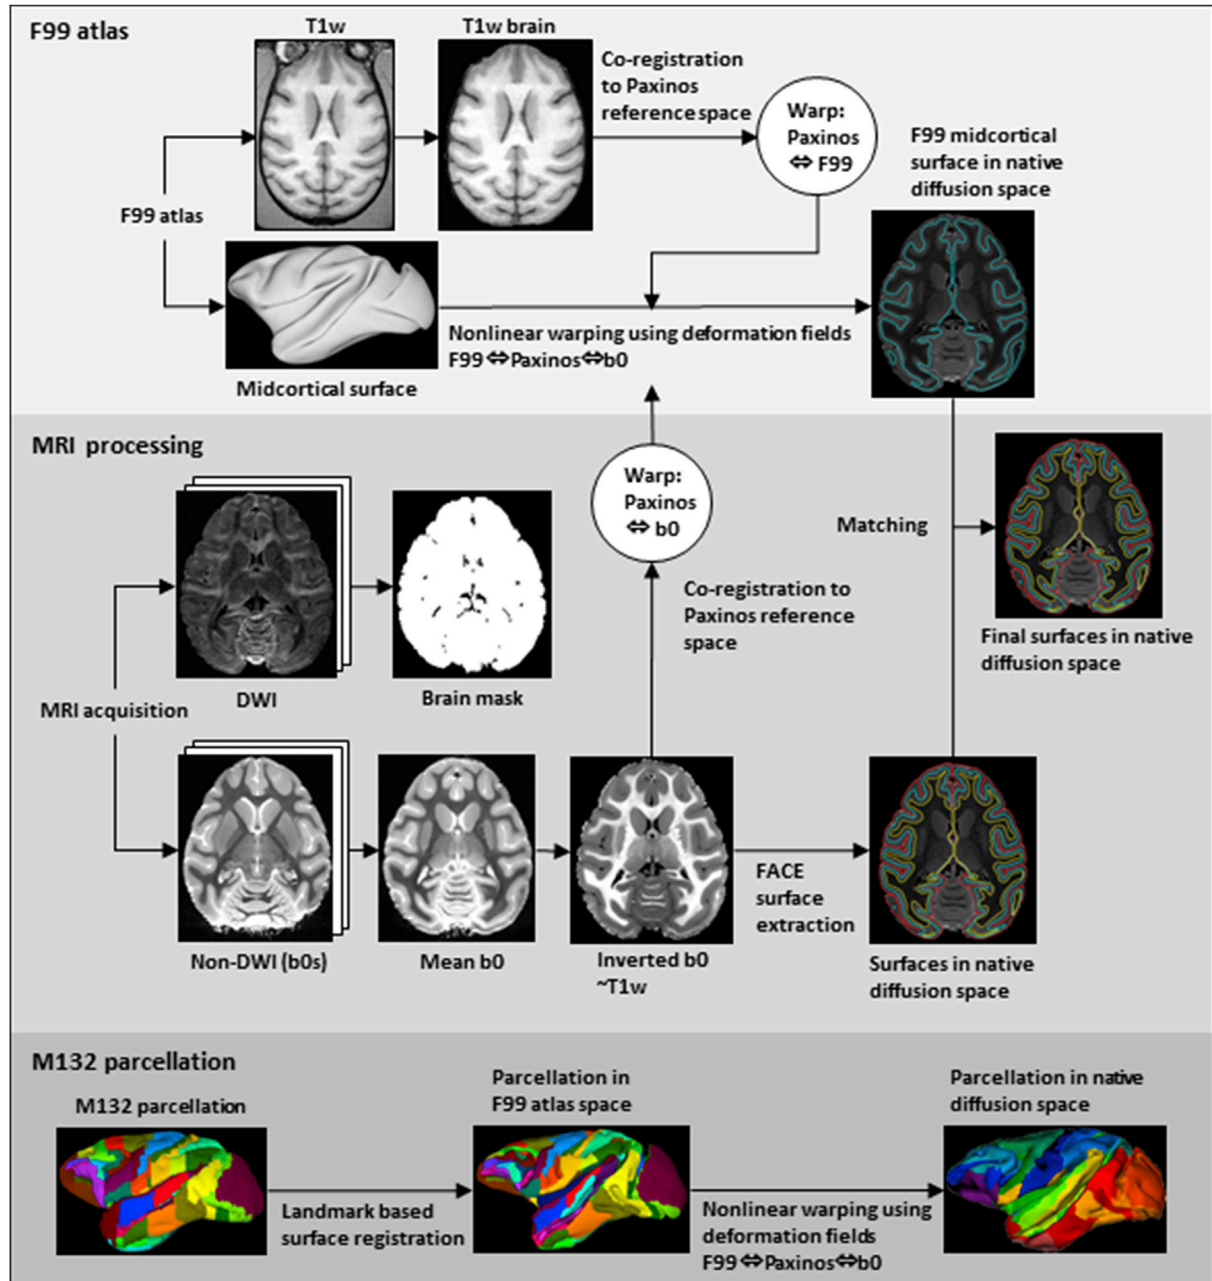 F99 atlas
T1w
T1w brain
Co-registration
to Paxinos
reference space
Warp:
Paxinos
⇔ F99
F99 midcortical
surface in native
diffusion space
F99 atlas
Nonlinear warping using deformation fields
F99⇔Paxinos⇔b0
Midcortical surface
MRI processing
Warp:
Paxinos
⇔ b0
Matching
Co-registration to
Paxinos reference
space
Final surfaces in native
diffusion space
DWI
Brain mask
MRI acquisition
FACE
surface
extraction
Non-DWI (b0s)
Mean b0
Inverted b0
~T1w
Surfaces in native
diffusion space
M132 parcellation
M132 parcellation
Parcellation in
F99 atlas space
Parcellation in native
diffusion space
Landmark based
surface registration
Nonlinear warping using
deformation fields
F99⇔Paxinos⇔b0